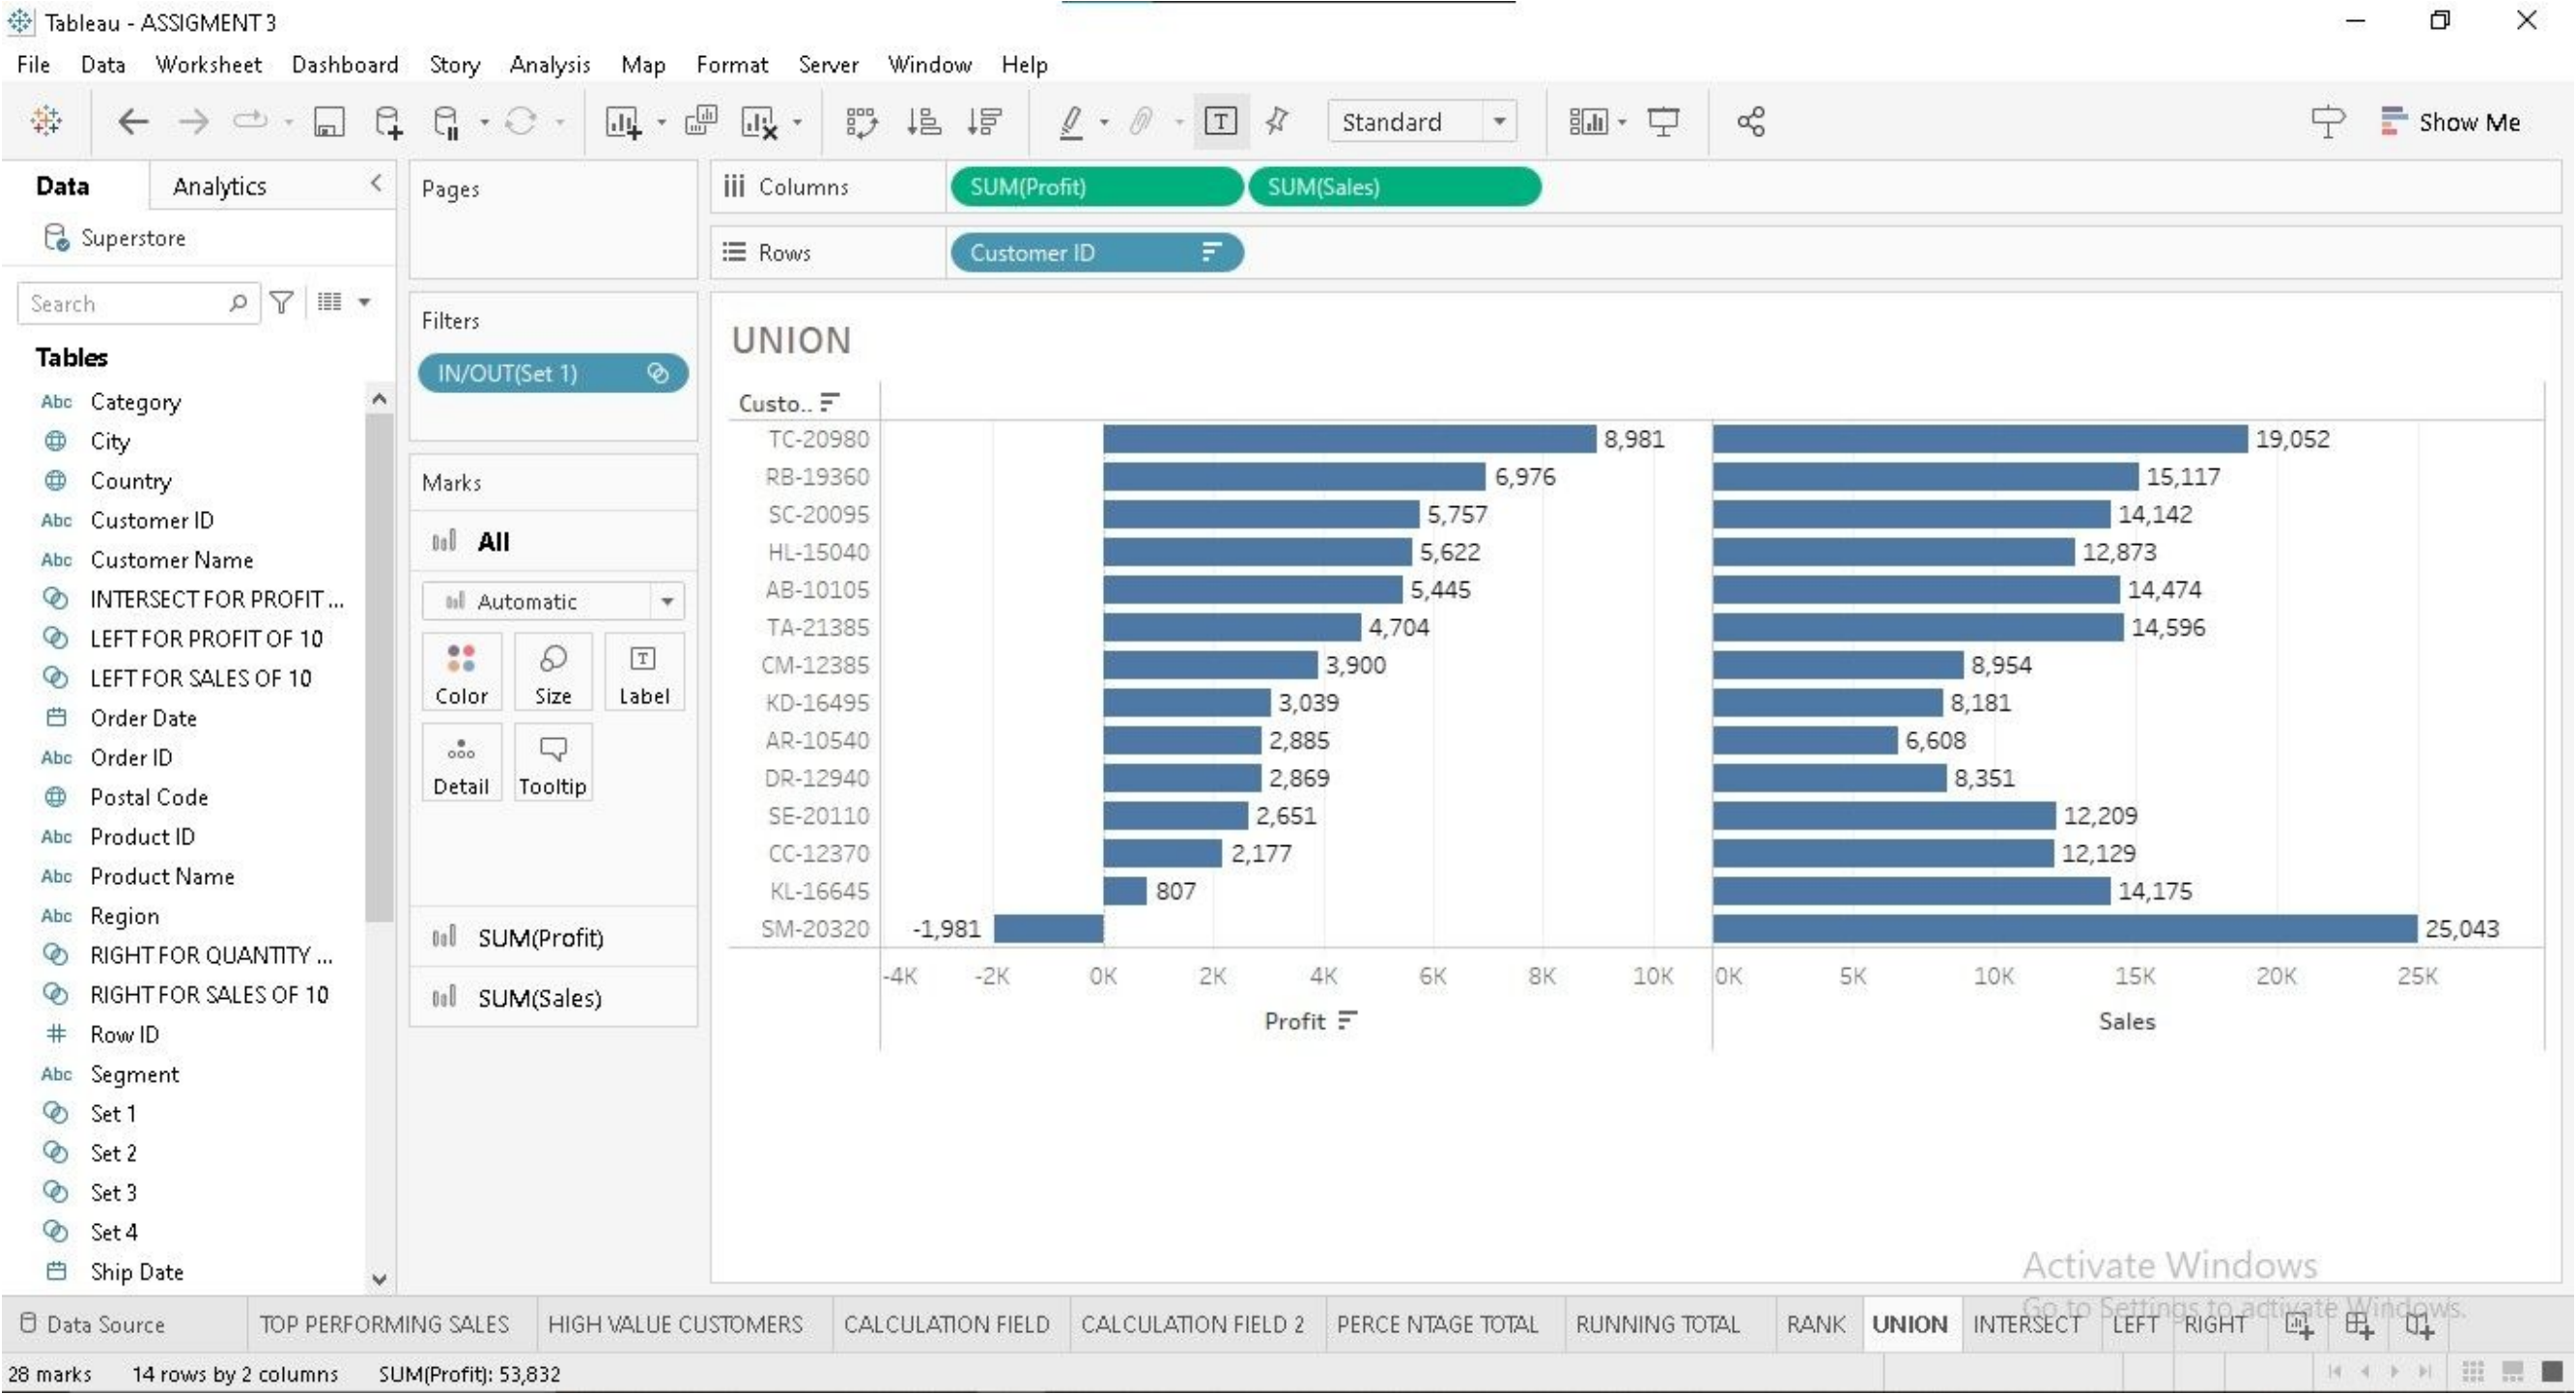 Tableau - ASSIGMENT 3
File Data Worksheet Dashboard Story Analysis Map Format Server Window Help
Standard
Show Me
Data Analytics
Superstore
Search
Tables
Abc Category
City
Country
Abc Customer ID
Abc Customer Name
INTERSECT FOR PROFIT ...
LEFT FOR PROFIT OF 10
LEFT FOR SALES OF 10
Order Date
Abc Order ID
Postal Code
Abc Product ID
Abc Product Name
Abc Region
RIGHT FOR QUANTITY ...
RIGHT FOR SALES OF 10
# Row ID
Abc Segment
Set 1
Set 2
Set 3
Set 4
Ship Date
Pages
Filters
IN/OUT(Set 1)
Marks
All
Automatic
Color Size T Label
Detail Tooltip
SUM(Profit)
SUM(Sales)
Columns SUM(Profit) SUM(Sales)
Rows Customer ID
UNION
Custo..
TC-20980 8,981 19,052
RB-19360 6,976 15,117
SC-20095 5,757 14,142
HL-15040 5,622 12,873
AB-10105 5,445 14,474
TA-21385 4,704 14,596
CM-12385 3,900 8,954
KD-16495 3,039 8,181
AR-10540 2,885 6,608
DR-12940 2,869 8,351
SE-20110 2,651 12,209
CC-12370 2,177 12,129
KL-16645 807 14,175
SM-20320 -1,981 25,043
-4K -2K 0K 2K 4K 6K 8K 10K 0K 5K 10K 15K 20K 25K
Profit Sales
Activate Windows
Go to Settings to activate Windows.
Data Source TOP PERFORMING SALES HIGH VALUE CUSTOMERS CALCULATION FIELD CALCULATION FIELD 2 PERCE NTAGE TOTAL RUNNING TOTAL RANK UNION INTERSECT LEFT RIGHT
28 marks 14 rows by 2 columns SUM(Profit): 53,832